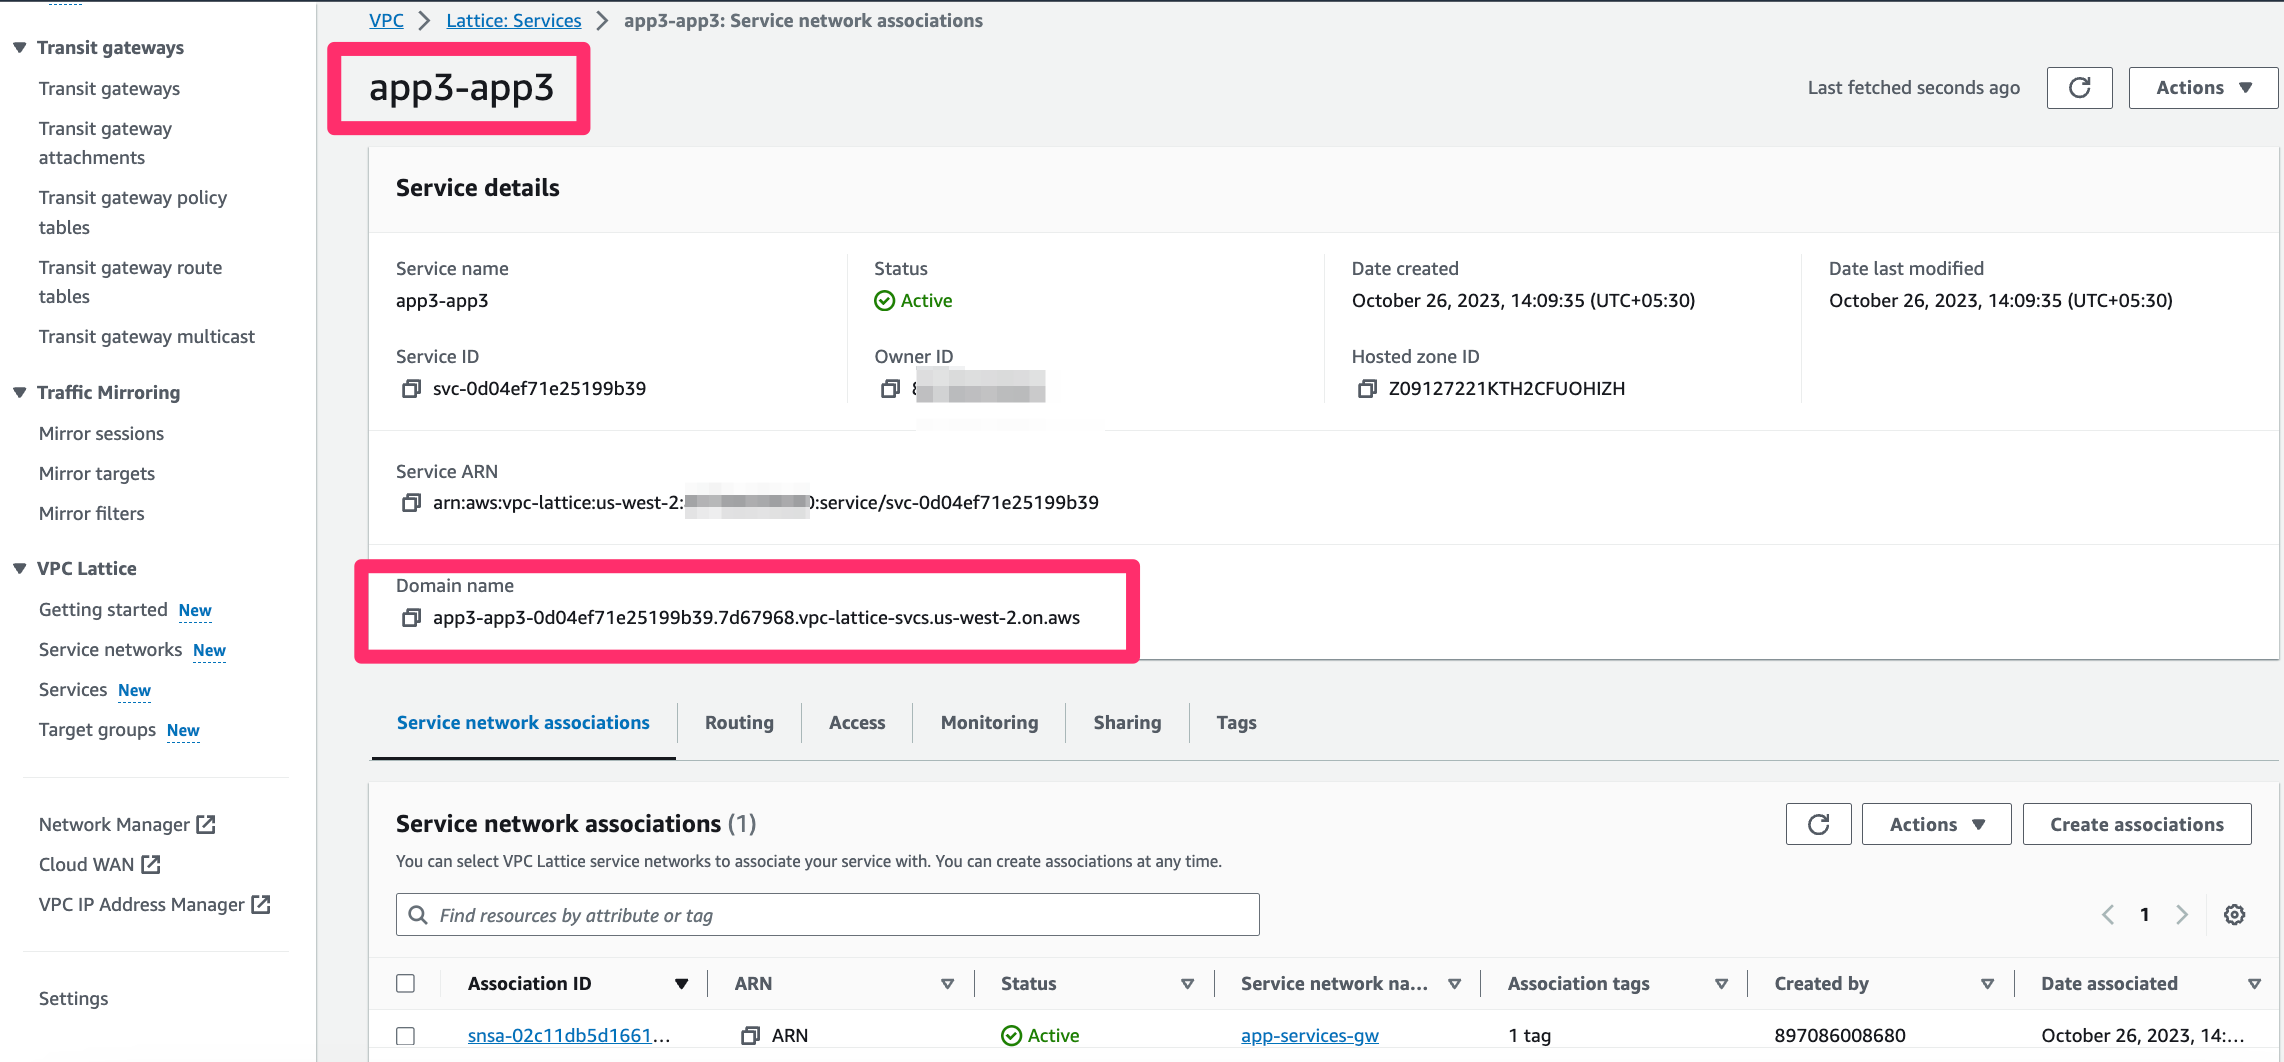 VPC > Lattice: Services > app3-app3: Service network associations
Transit gateways
Transit gateways
Transit gateway
attachments
Transit gateway policy
tables
Transit gateway route
tables
Transit gateway multicast
Traffic Mirroring
Mirror sessions
Mirror targets
Mirror filters
VPC Lattice
Getting started New
Service networks New
Services New
Target groups New
Network Manager
Cloud WAN
VPC IP Address Manager
Settings
app3-app3
Last fetched seconds ago
Actions
Service details
Service name
app3-app3
Status
Active
Date created
October 26, 2023, 14:09:35 (UTC+05:30)
Date last modified
October 26, 2023, 14:09:35 (UTC+05:30)
Service ID
svc-0d04ef71e25199b39
Owner ID
Hosted zone ID
Z09127221KTH2CFUOHIZH
Service ARN
arn:aws:vpc-lattice:us-west-2: :service/svc-0d04ef71e25199b39
Domain name
app3-app3-0d04ef71e25199b39.7d67968.vpc-lattice-svcs.us-west-2.on.aws
Service network associations Routing Access Monitoring Sharing Tags
Service network associations (1)
Actions
Create associations
You can select VPC Lattice service networks to associate your service with. You can create associations at any time.
Find resources by attribute or tag
1
Association ID ARN Status Service network na... Association tags Created by Date associated
snsa-02c11db5d1661... ARN Active app-services-gw 1 tag 897086008680 October 26, 2023, 14:...